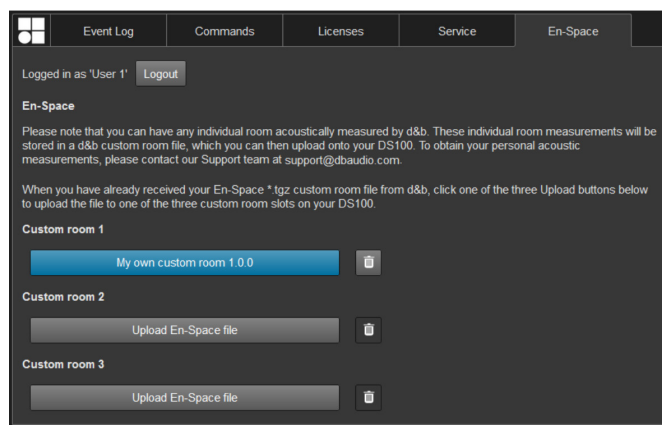 Event Log Commands Licenses Service En-Space
Logged in as 'User 1' Logout
En-Space
Please note that you can have any individual room acoustically measured by d&b. These individual room measurements will be
stored in a d&b custom room file, which you can then upload onto your DS100. To obtain your personal acoustic
measurements, please contact our Support team at support@dbaudio.com.
When you have already received your En-Space *.tgz custom room file from d&b, click one of the three Upload buttons below
to upload the file to one of the three custom room slots on your DS100.
Custom room 1
My own custom room 1.0.0
Custom room 2
Upload En-Space file
Custom room 3
Upload En-Space file